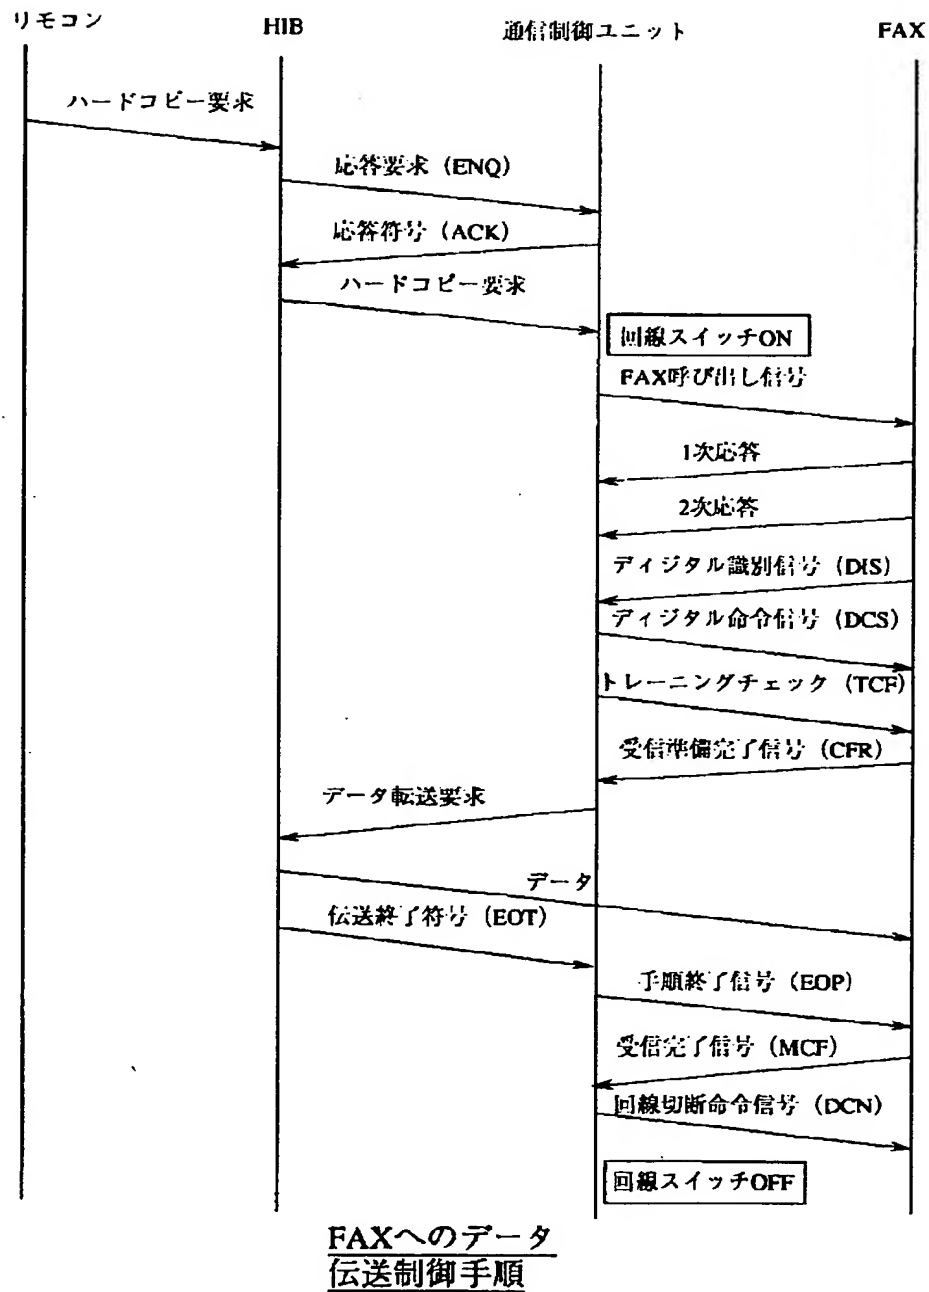 リモコン
HIB
通信制御ユニット
FAX
ハードコピー要求
応答要求（ENQ）
応答符号（ACK）
ハードコピー要求
回線スイッチON
FAX呼び出し信号
1次応答
2次応答
ディジタル識別信号（DIS）
ディジタル命令信号（DCS）
トレーニングチェック（TCF）
受信準備完了信号（CFR）
データ転送要求
データ
伝送終了符号（EOT）
手順終了信号（EOP）
受信完了信号（MCF）
回線切断命令信号（DCN）
回線スイッチOFF
FAXへのデータ
伝送制御手順